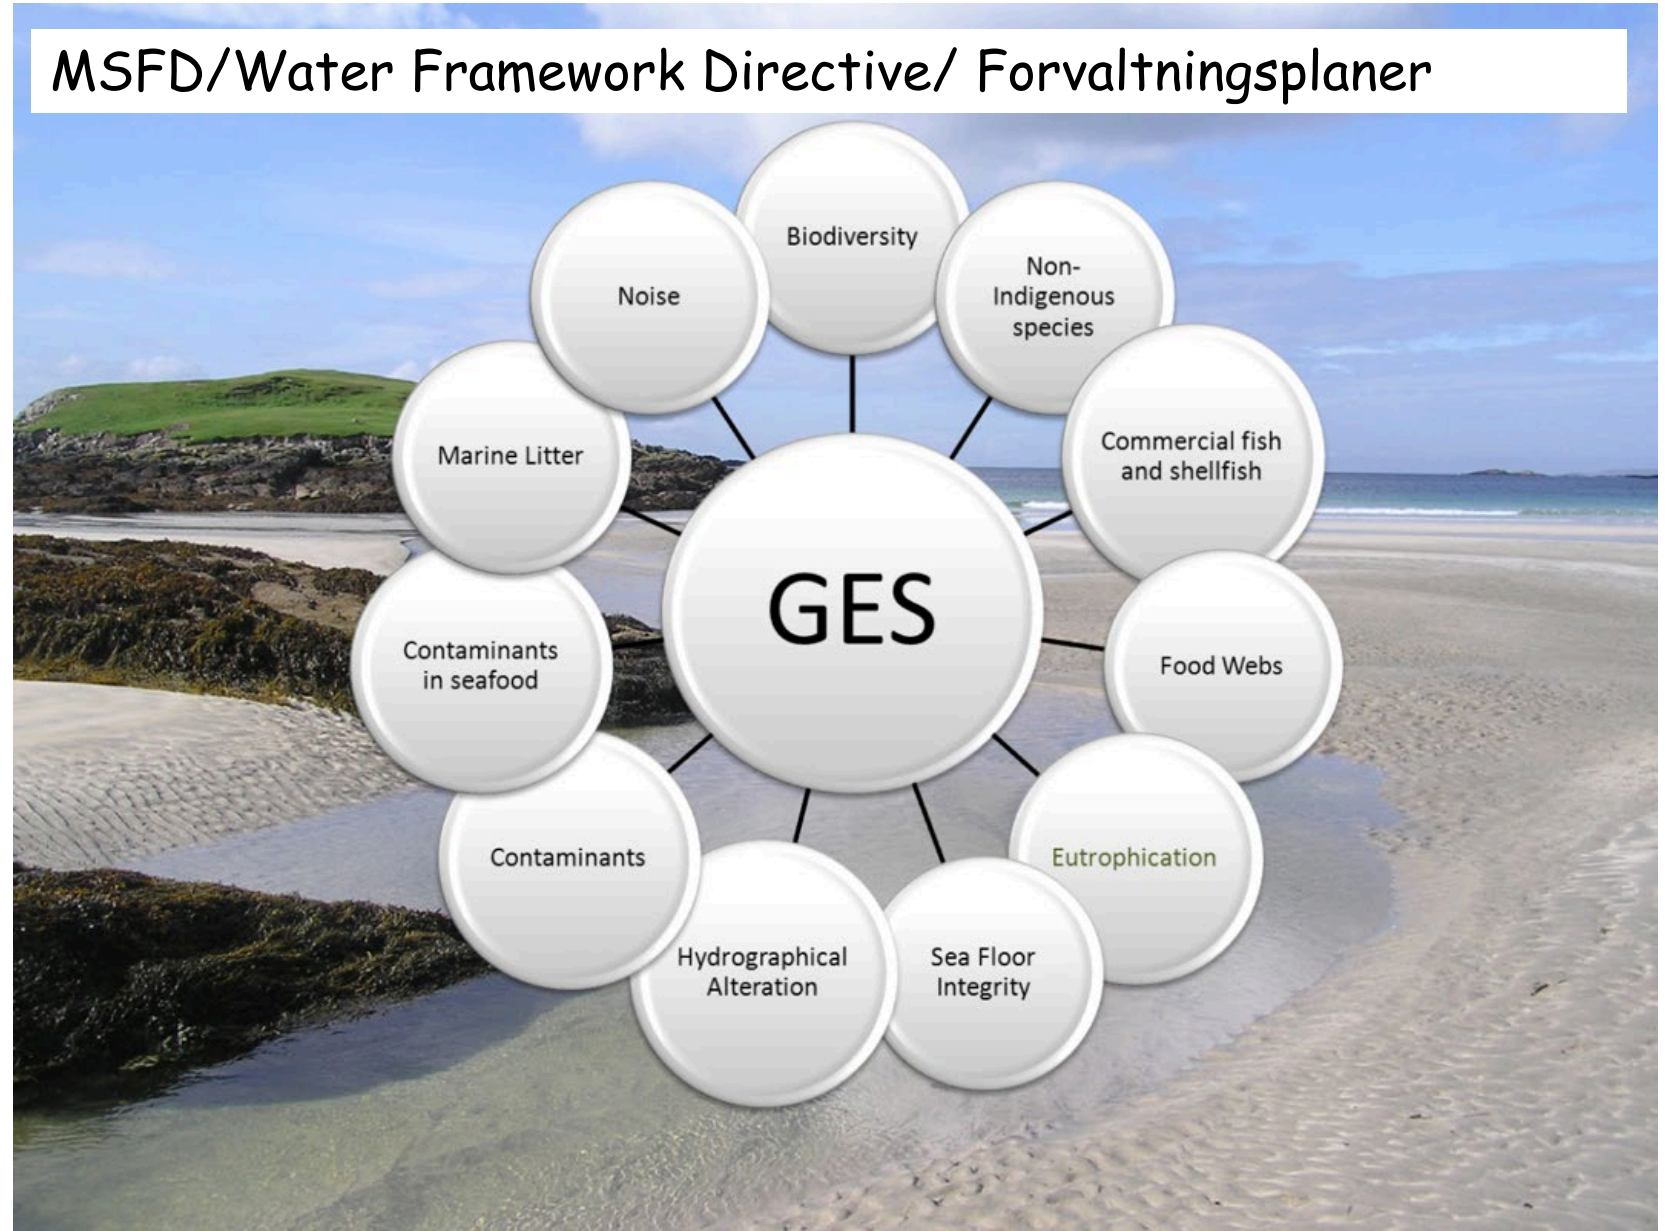 MSFD/Water Framework Directive/ Forvaltningsplaner
Biodiversity
Non-
Indigenous
species
Commercial fish
and shellfish
Food Webs
Eutrophication
Sea Floor
Integrity
Hydrographical
Alteration
Contaminants
Contaminants
in seafood
Marine Litter
Noise
GES